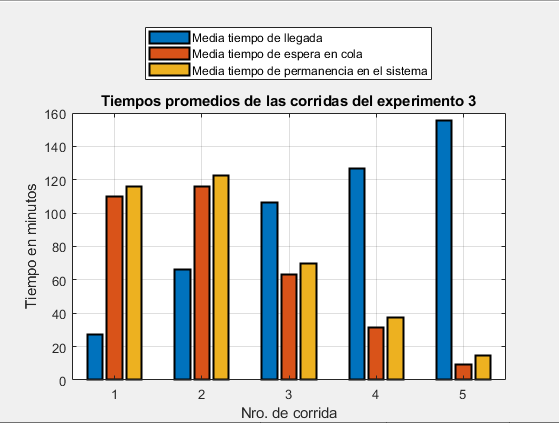 Media tiempo de llegada
Media tiempo de espera en cola
Media tiempo de permanencia en el sistema
Tiempos promedios de las corridas del experimento 3
Tiempo en minutos
160
140
120
100
80
60
40
20
0
1 2 3 4 5
Nro. de corrida